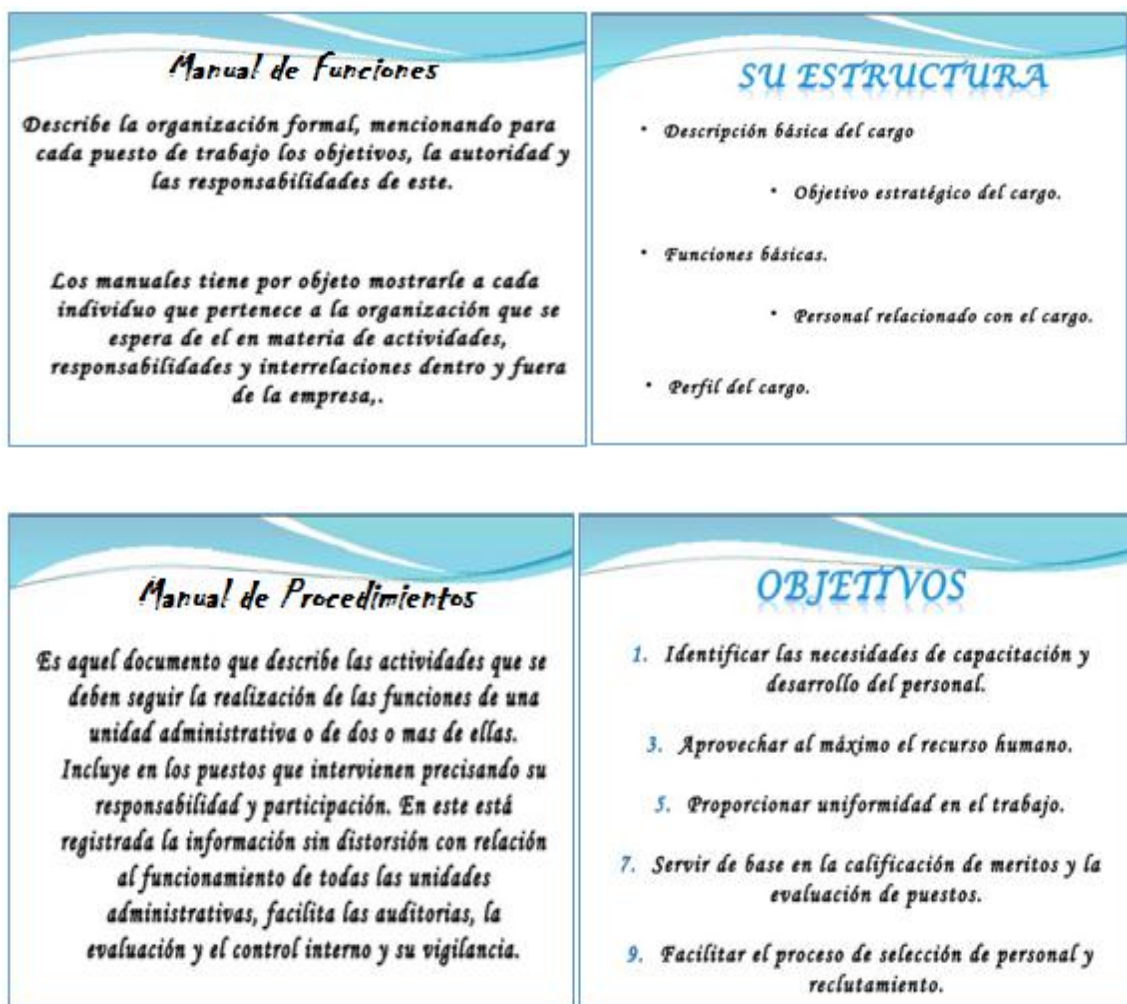 Manual de Funciones
Describe la organización formal, mencionando para
cada puesto de trabajo los objetivos, la autoridad y
las responsabilidades de este.
Los manuales tiene por objeto mostrarle a cada
individuo que pertenece a la organización que se
espera de el en materia de actividades,
responsabilidades y interrelaciones dentro y fuera
de la empresa,.
SU ESTRUCTURA
• Descripción básica del cargo
• Objetivo estratégico del cargo.
• Funciones básicas.
• Personal relacionado con el cargo.
• Perfil del cargo.
Manual de Procedimientos
Es aquel documento que describe las actividades que se
deben seguir la realización de las funciones de una
unidad administrativa o de dos o mas de ellas.
Incluye en los puestos que intervienen precisando su
responsabilidad y participación. En este está
registrada la información sin distorsión con relación
al funcionamiento de todas las unidades
administrativas, facilita las auditorias, la
evaluación y el control interno y su vigilancia.
OBJETIVOS
1. Identificar las necesidades de capacitación y
desarrollo del personal.
3. Aprovechar al máximo el recurso humano.
5. Proporcionar uniformidad en el trabajo.
7. Servir de base en la calificación de meritos y la
evaluación de puestos.
9. Facilitar el proceso de selección de personal y
reclutamiento.